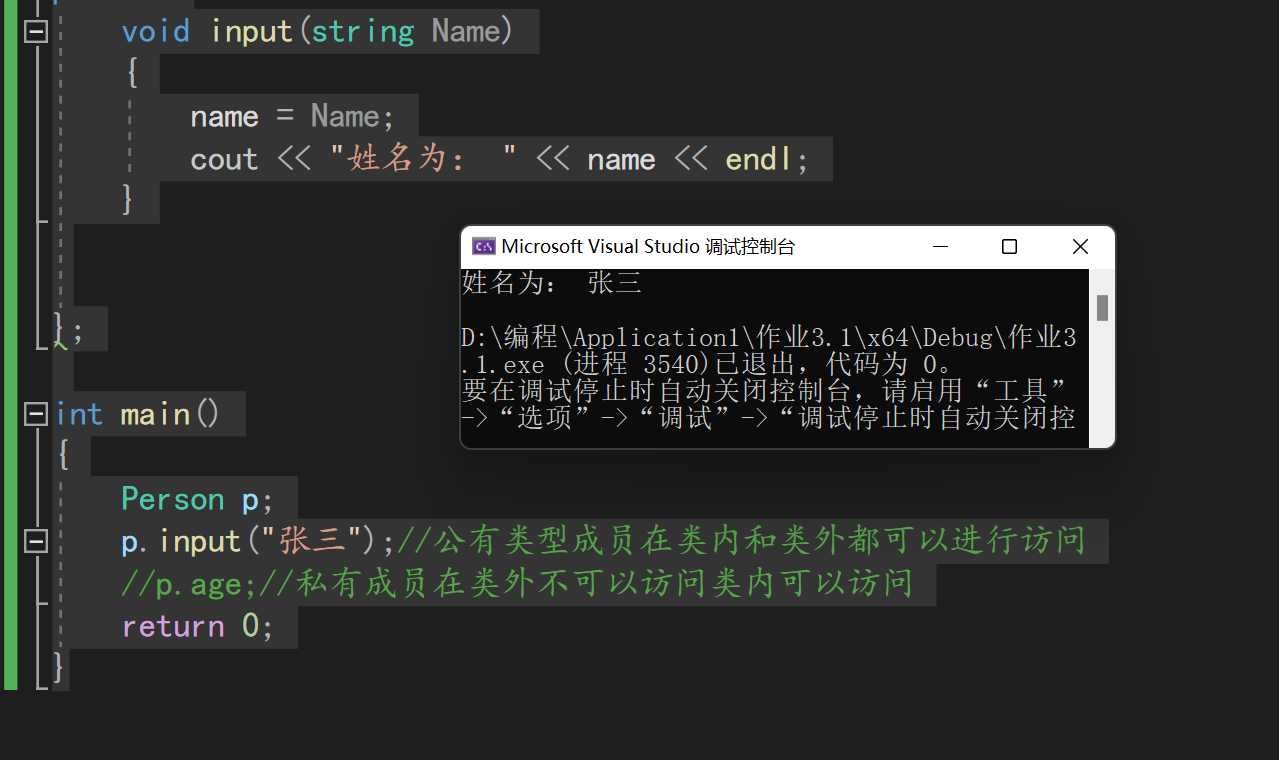 void input(string Name)
{
name = Name;
cout << "姓名为： " << name << endl;
}
};
int main()
{
Person p;
p.input("张三");//公有类型成员在类内和类外都可以进行访问
//p.age;//私有成员在类外不可以访问类内可以访问
return 0;
}
Microsoft Visual Studio 调试控制台
姓名为： 张三
D:\编程\Application1\作业3.1\x64\Debug\作业3
.1.exe (进程 3540)已退出，代码为 0。
要在调试停止时自动关闭控制台，请启用“工具”
->“选项”->“调试”->“调试停止时自动关闭控